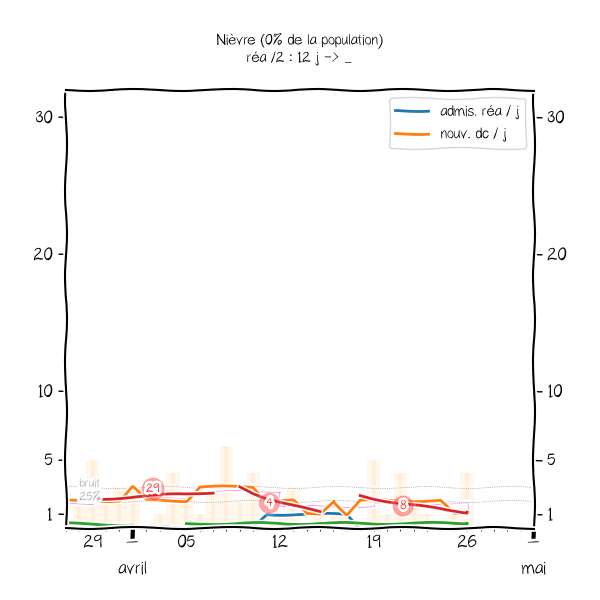 Nièvre (0% de la population)
réa /2 : 12 j -> _
admis. réa / j
nouv. dc / j
30
30
20
20
10
10
5
5
bruit
25%
29
4
8
1
1
29
05
12
19
26
avril
mai